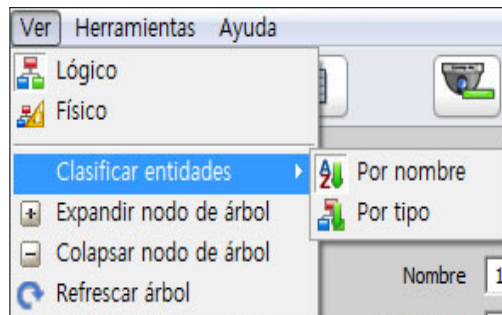 Ver Herramientas Ayuda
Lógico
Físico
Clasificar entidades
Por nombre
Por tipo
Expandir nodo de árbol
Colapsar nodo de árbol
Refrescar árbol
Nombre 1